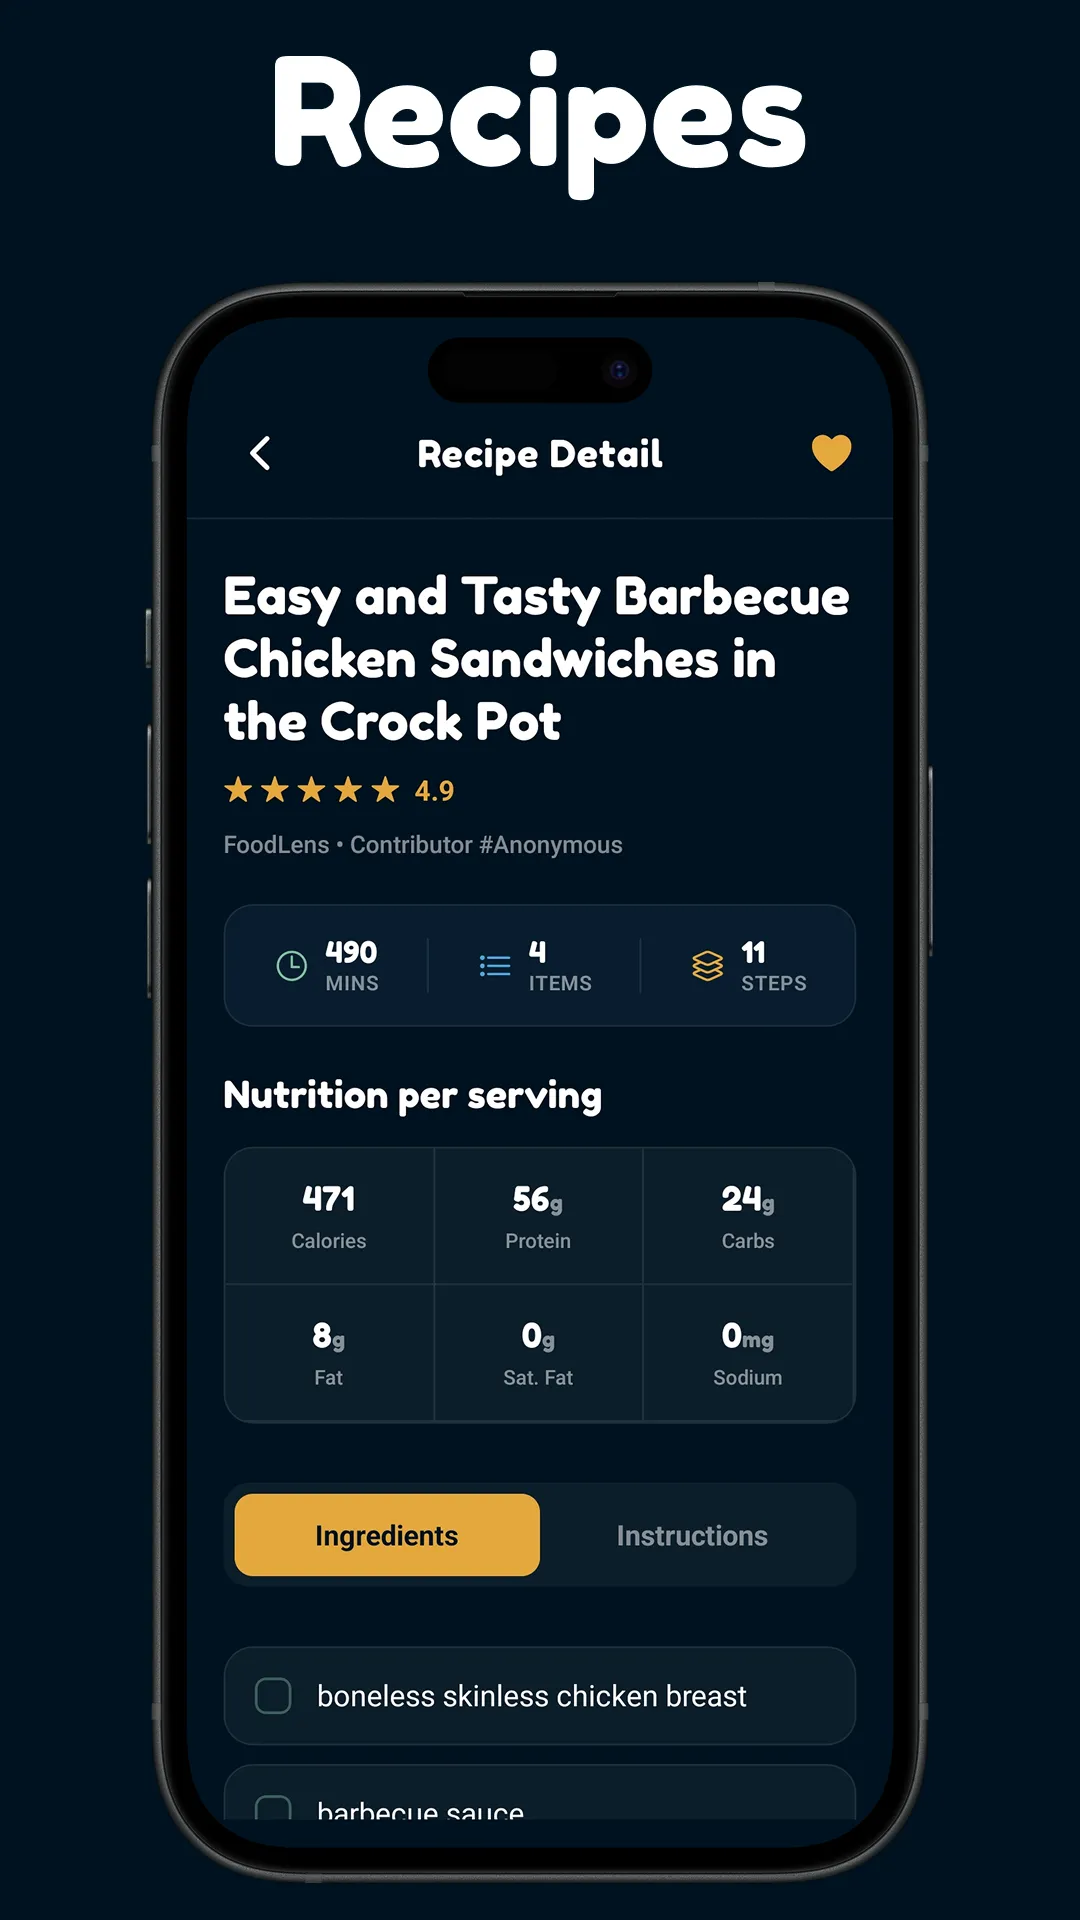 Recipes
Recipe Detail
Easy and Tasty Barbecue
Chicken Sandwiches in
the Crock Pot
4.9
FoodLens • Contributor #Anonymous
490 4 11
MINS ITEMS STEPS
Nutrition per serving
471 56g 24g
Calories Protein Carbs
8g 0g 0mg
Fat Sat. Fat Sodium
Ingredients Instructions
boneless skinless chicken breast
barbecue sauce